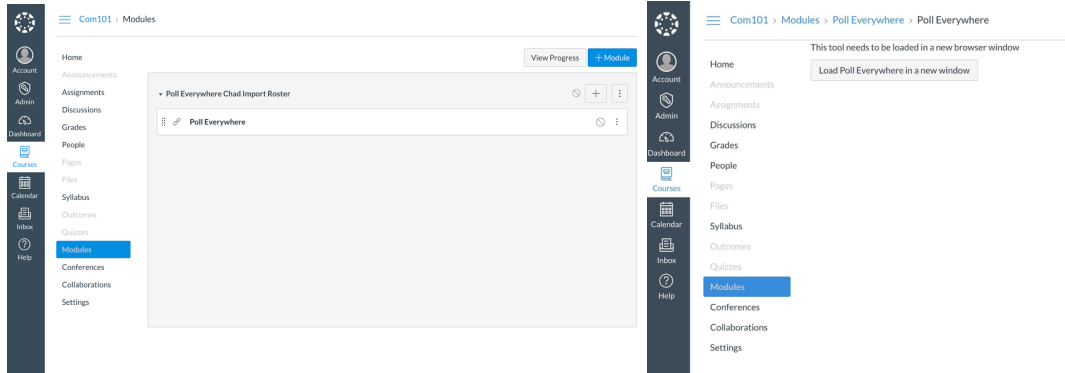 Com101 › Modules
Account
Admin
Dashboard
Courses
Calendar
Inbox
Help
Home
Announcements
Assignments
Discussions
Grades
People
Pages
Files
Syllabus
Outcomes
Quizzes
Modules
Conferences
Collaborations
Settings
View Progress
+ Module
Poll Everywhere Chad Import Roster
Poll Everywhere
Com101 › Modules › Poll Everywhere › Poll Everywhere
Account
Admin
Dashboard
Courses
Calendar
Inbox
Help
Home
Announcements
Assignments
Discussions
Grades
People
Pages
Files
Syllabus
Outcomes
Quizzes
Modules
Conferences
Collaborations
Settings
This tool needs to be loaded in a new browser window
Load Poll Everywhere in a new window